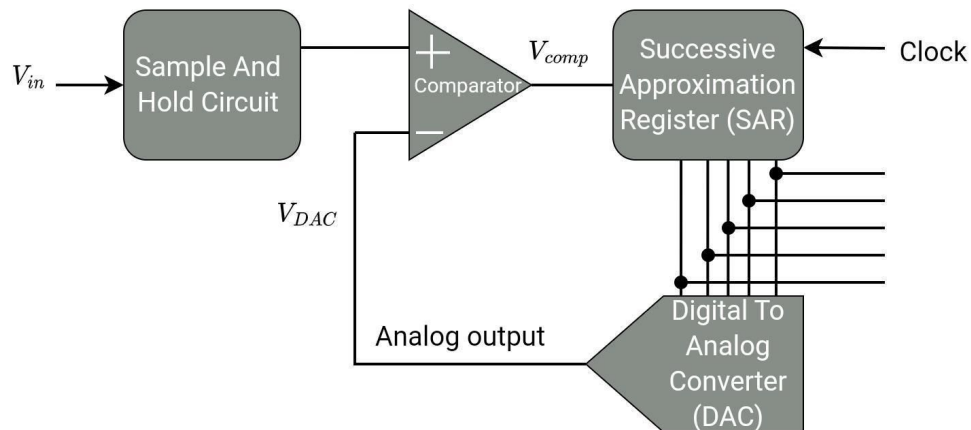 V_in
Sample And
Hold Circuit
Comparator
V_comp
Successive
Approximation
Register (SAR)
Clock
V_DAC
Analog output
Digital To
Analog
Converter
(DAC)